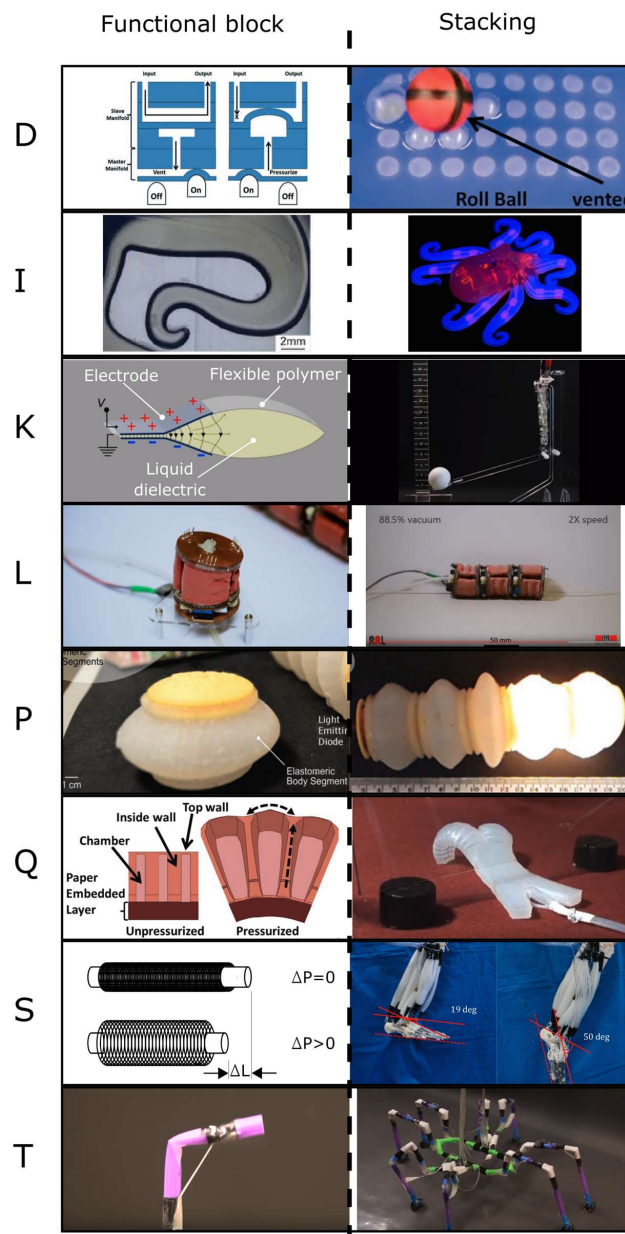 Functional block
Stacking
D
Input
Output
Input
Output
Slave
Manifold
Master
Manifold
Vent
Pressurize
Off
On
On
Off
Roll Ball
vented
I
2mm
K
V
Electrode
Flexible polymer
Liquid
dielectric
L
88.5% vacuum
2X speed
50 mm
P
Segments
1 cm
Light
Emitti
Diode
Elastomeric
Body Segment
Q
Chamber
Inside wall
Top wall
Paper
Embedded
Layer
Unpressurized
Pressurized
S
ΔP=0
ΔP>0
ΔL
19 deg
50 deg
T